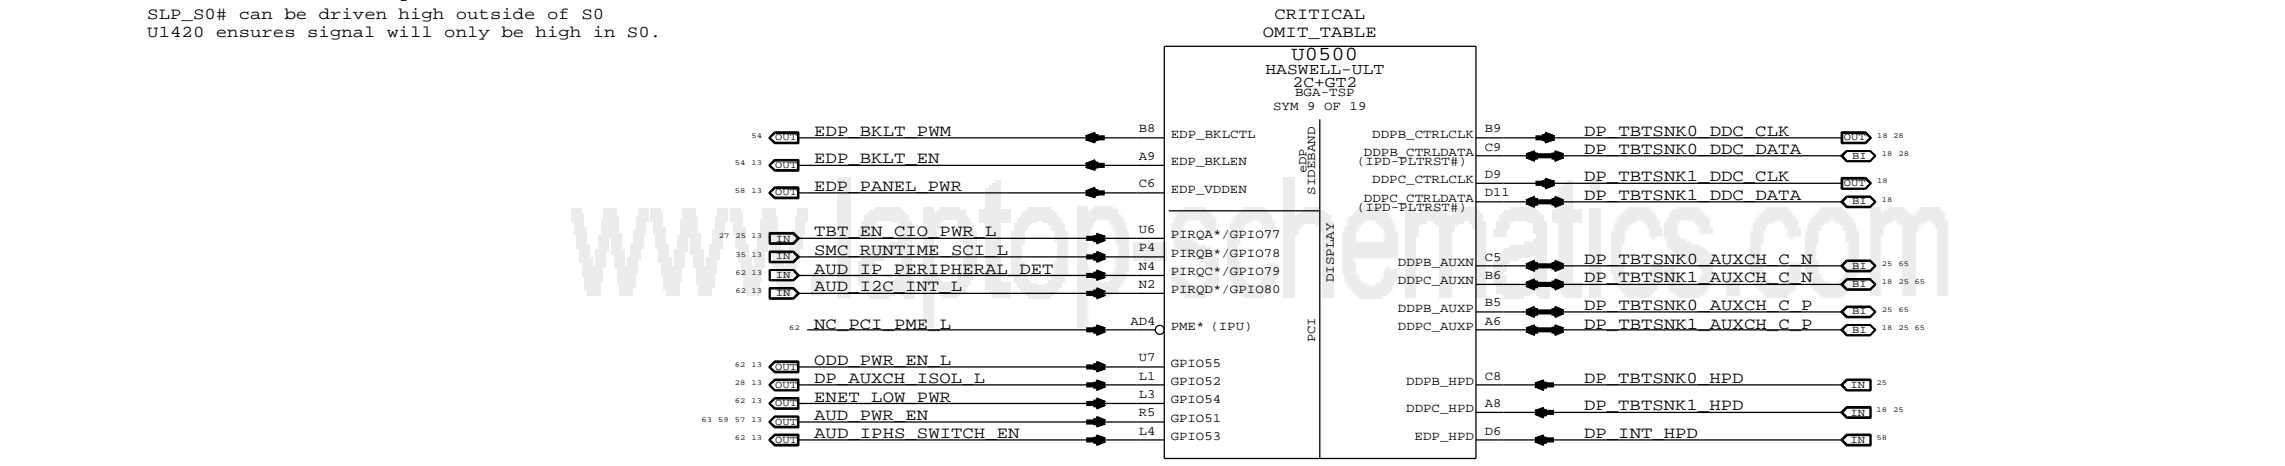 SLP_S0# can be driven high outside of S0
U1420 ensures signal will only be high in S0.
CRITICAL
OMIT_TABLE
U0500
HASWELL-ULT
2C+GT2
BGA-TSP
SYM 9 OF 19
54 OUT EDP_BKLT_PWM B8 EDP_BKLCTL
54 13 OUT EDP_BKLT_EN A9 EDP_BKLEN
58 13 OUT EDP_PANEL_PWR C6 EDP_VDDEN
eDP SIDEBAND
27 25 13 IN TBT_EN_CIO_PWR_L U6 PIRQA*/GPIO77
35 13 IN SMC_RUNTIME_SCI_L P4 PIRQB*/GPIO78
62 13 IN AUD_IP_PERIPHERAL_DET N4 PIRQC*/GPIO79
62 13 IN AUD_I2C_INT_L N2 PIRQD*/GPIO80
62 NC_PCI_PME_L AD4 PME* (IPU)
PCI
62 13 OUT ODD_PWR_EN_L U7 GPIO55
28 13 OUT DP_AUXCH_ISOL_L L1 GPIO52
62 13 OUT ENET_LOW_PWR L3 GPIO54
63 59 57 13 OUT AUD_PWR_EN R5 GPIO51
62 13 OUT AUD_IPHS_SWITCH_EN L4 GPIO53
DISPLAY
DDPB_CTRLCLK B9 DP_TBTSNK0_DDC_CLK OUT 18 28
DDPB_CTRLDATA C9 DP_TBTSNK0_DDC_DATA BI 18 28
(IPD-PLTRST#)
DDPC_CTRLCLK D9 DP_TBTSNK1_DDC_CLK OUT 18
DDPC_CTRLDATA D11 DP_TBTSNK1_DDC_DATA BI 18
(IPD-PLTRST#)
DDPB_AUXN C5 DP_TBTSNK0_AUXCH_C_N BI 25 65
DDPC_AUXN B6 DP_TBTSNK1_AUXCH_C_N BI 18 25 65
DDPB_AUXP B5 DP_TBTSNK0_AUXCH_C_P BI 25 65
DDPC_AUXP A6 DP_TBTSNK1_AUXCH_C_P BI 18 25 65
DDPB_HPD C8 DP_TBTSNK0_HPD IN 25
DDPC_HPD A8 DP_TBTSNK1_HPD IN 18 25
EDP_HPD D6 DP_INT_HPD IN 58
www.laptop-schematics.com